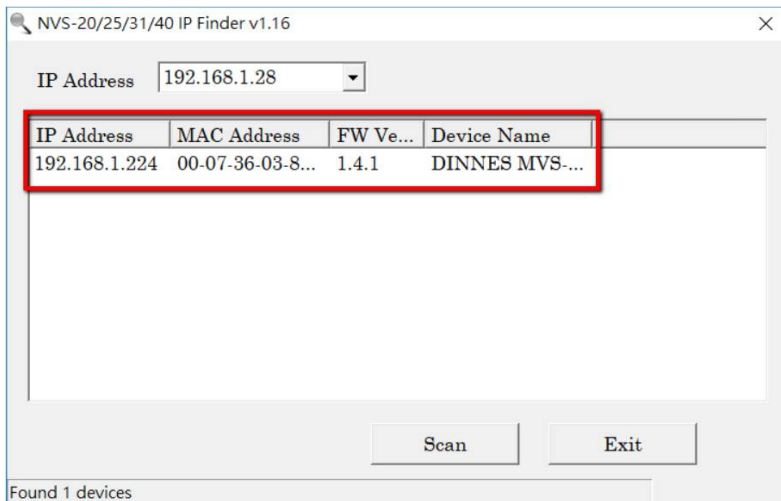 NVS-20/25/31/40 IP Finder v1.16
IP Address 192.168.1.28
IP Address MAC Address FW Ve... Device Name
192.168.1.224 00-07-36-03-8... 1.4.1 DINNES MVS-...
Scan Exit
Found 1 devices